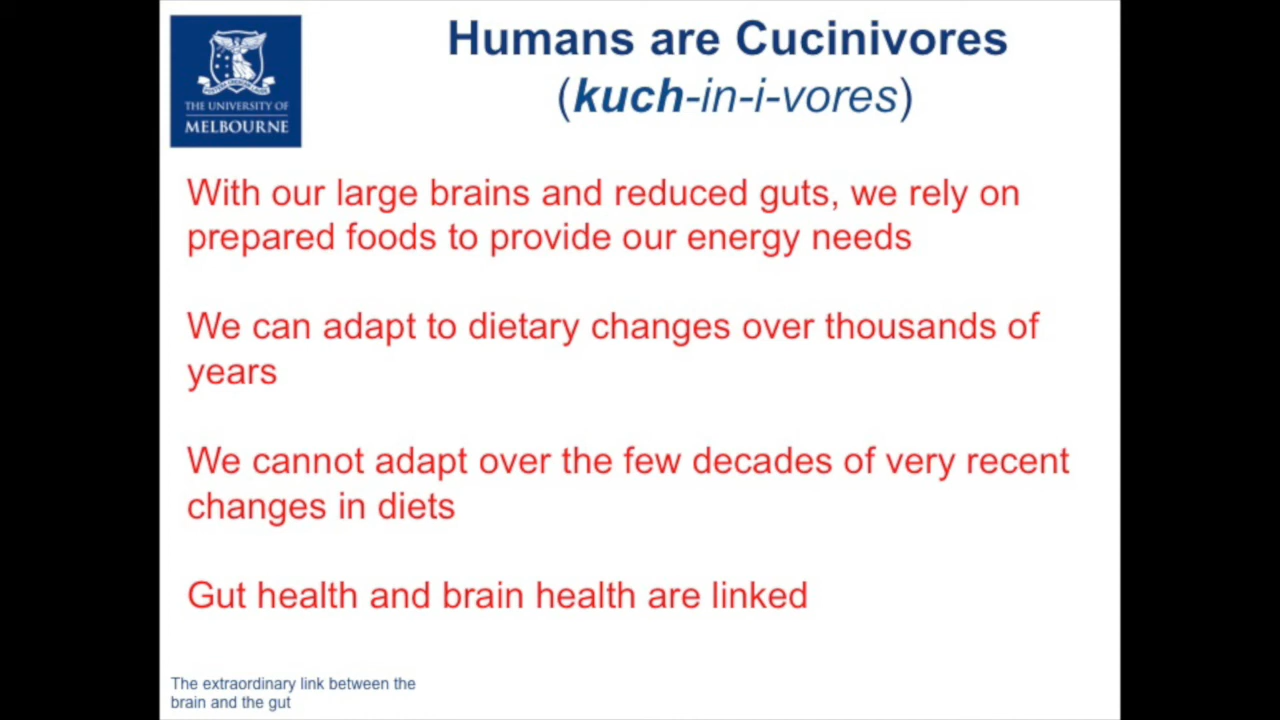 THE UNIVERSITY OF
MELBOURNE
Humans are Cucinivores
(kuch-in-i-vores)
With our large brains and reduced guts, we rely on
prepared foods to provide our energy needs
We can adapt to dietary changes over thousands of
years
We cannot adapt over the few decades of very recent
changes in diets
Gut health and brain health are linked
The extraordinary link between the
brain and the gut